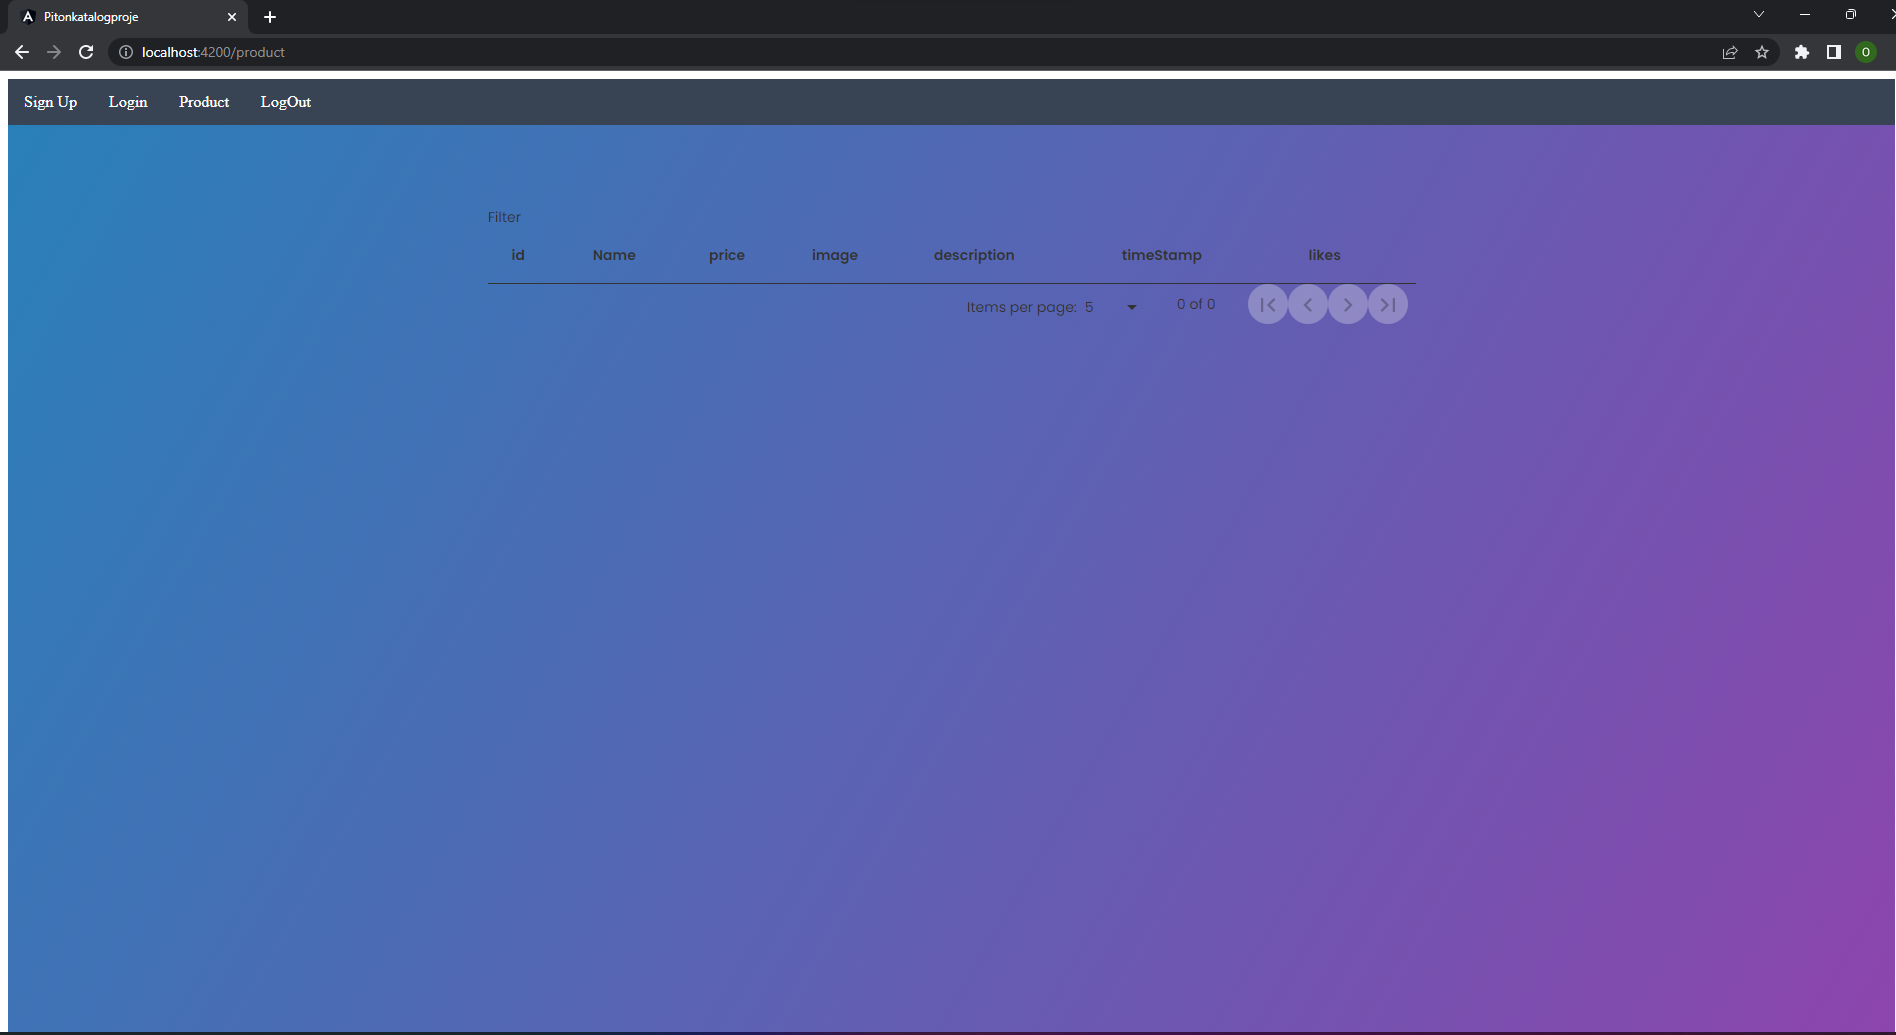 Pitonkatalogproje
localhost:4200/product
O
Sign Up Login Product LogOut
Filter
id Name price image description timeStamp likes
Items per page: 5 0 of 0